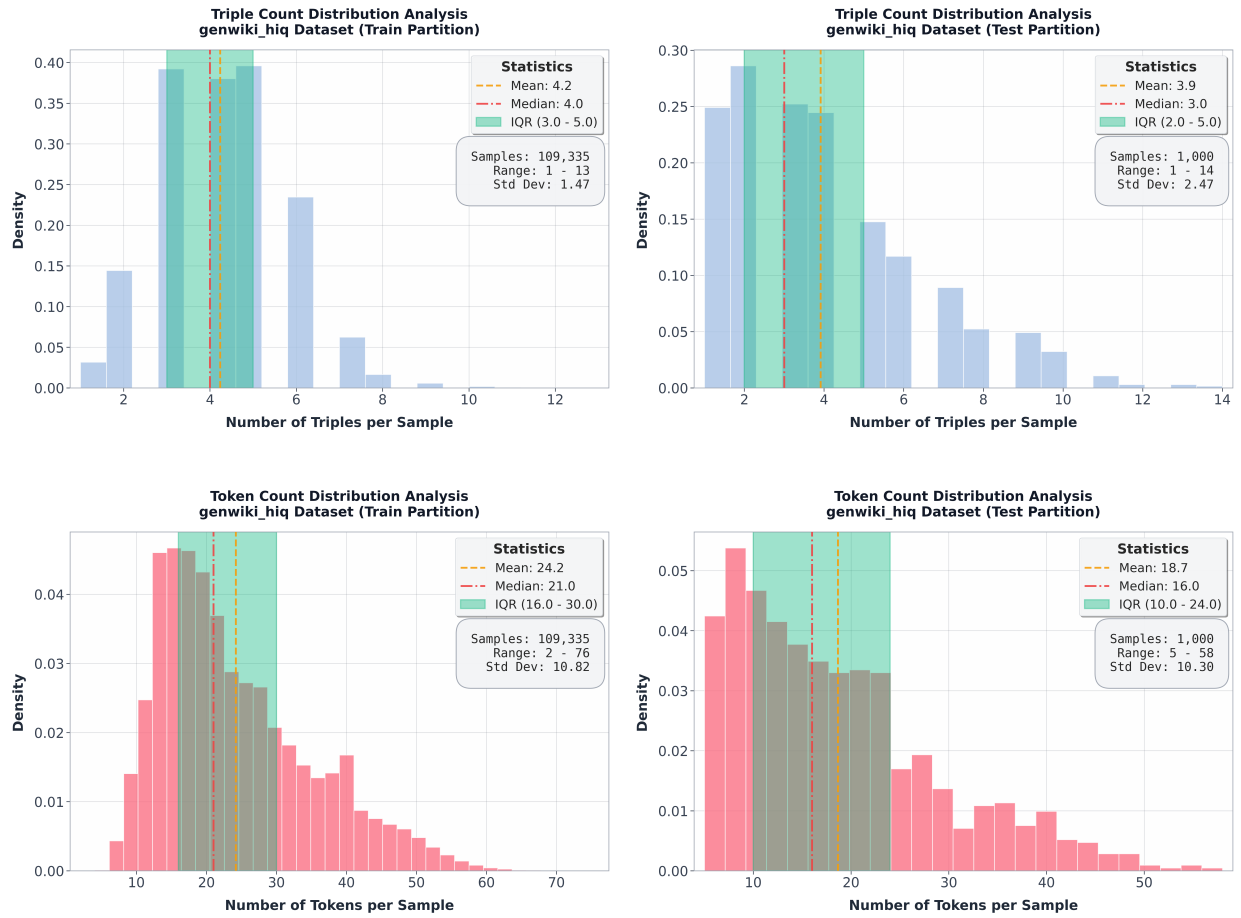 Triple Count Distribution Analysis
genwiki_hiq Dataset (Train Partition)
Density
0.40
0.35
0.30
0.25
0.20
0.15
0.10
0.05
0.00
2 4 6 8 10 12
Number of Triples per Sample
Statistics
Mean: 4.2
Median: 4.0
IQR (3.0 - 5.0)
Samples: 109,335
Range: 1 - 13
Std Dev: 1.47
Triple Count Distribution Analysis
genwiki_hiq Dataset (Test Partition)
Density
0.30
0.25
0.20
0.15
0.10
0.05
0.00
2 4 6 8 10 12 14
Number of Triples per Sample
Statistics
Mean: 3.9
Median: 3.0
IQR (2.0 - 5.0)
Samples: 1,000
Range: 1 - 14
Std Dev: 2.47
Token Count Distribution Analysis
genwiki_hiq Dataset (Train Partition)
Density
0.04
0.03
0.02
0.01
0.00
10 20 30 40 50 60 70
Number of Tokens per Sample
Statistics
Mean: 24.2
Median: 21.0
IQR (16.0 - 30.0)
Samples: 109,335
Range: 2 - 76
Std Dev: 10.82
Token Count Distribution Analysis
genwiki_hiq Dataset (Test Partition)
Density
0.05
0.04
0.03
0.02
0.01
0.00
10 20 30 40 50
Number of Tokens per Sample
Statistics
Mean: 18.7
Median: 16.0
IQR (10.0 - 24.0)
Samples: 1,000
Range: 5 - 58
Std Dev: 10.30